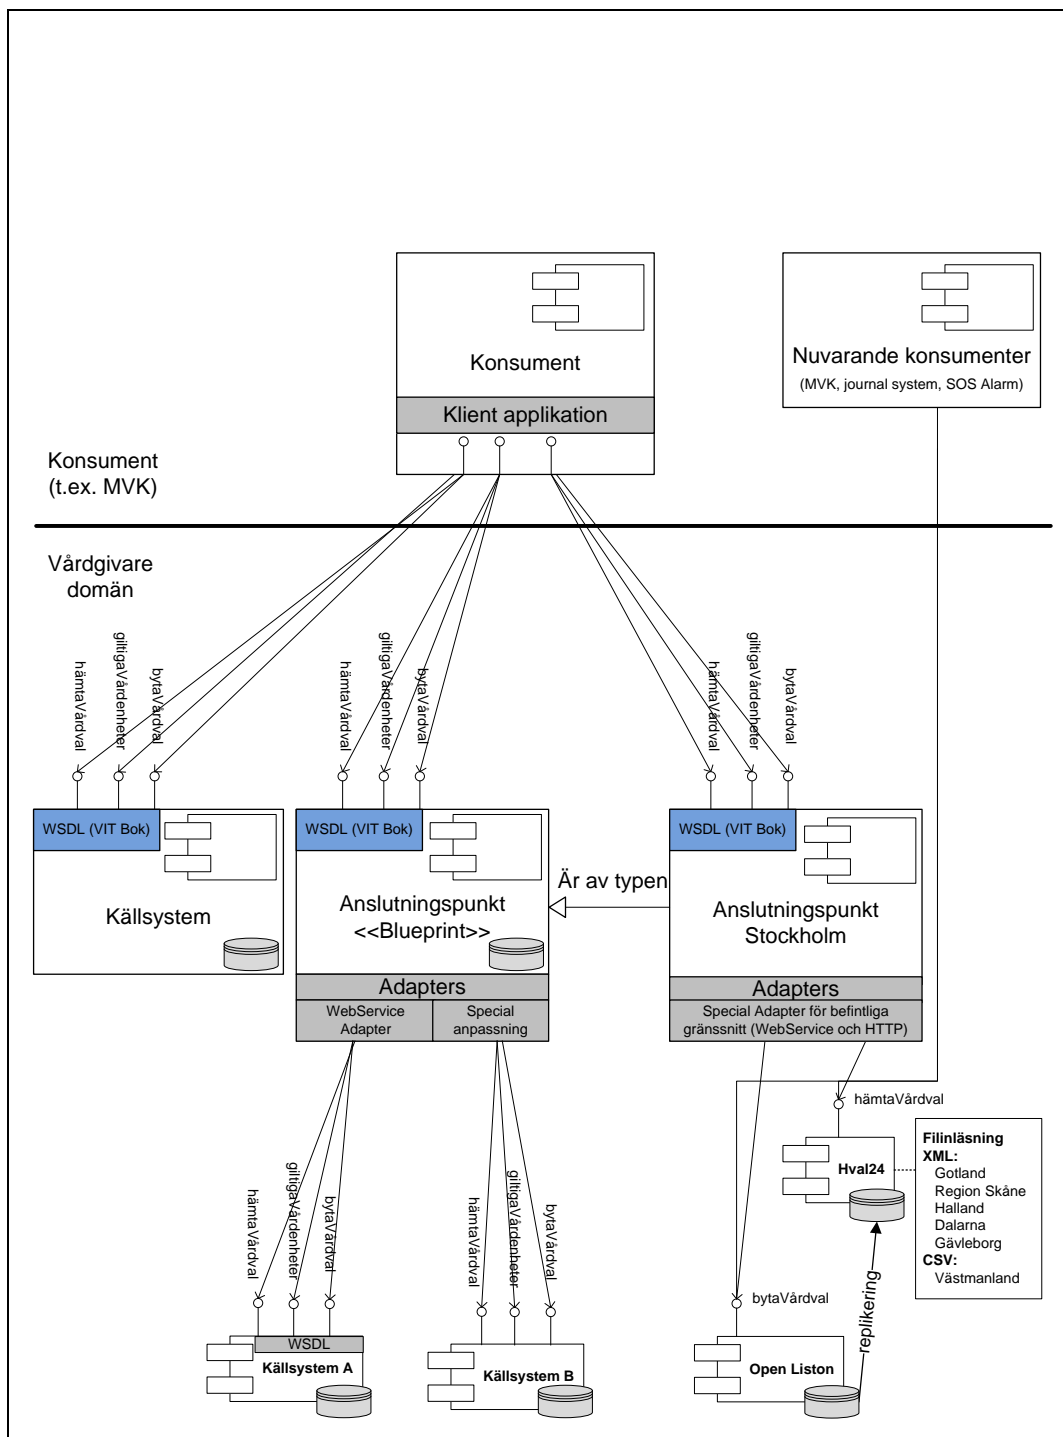 Konsument
Klient applikation
Nuvarande konsumenter
(MVK, journal system, SOS Alarm)
Konsument
(t.ex. MVK)
Vårdgivare
domän
hämtaVårdval
giltigaVårdenheter
bytaVårdval
hämtaVårdval
giltigaVårdenheter
bytaVårdval
hämtaVårdval
giltigaVårdenheter
bytaVårdval
WSDL (VIT Bok)
Källsystem
WSDL (VIT Bok)
Anslutningspunkt
<<Blueprint>>
Adapters
WebService
Adapter
Special
anpassning
Är av typen
WSDL (VIT Bok)
Anslutningspunkt
Stockholm
Adapters
Special Adapter för befintliga
gränssnitt (WebService och HTTP)
hämtaVårdval
giltigaVårdenheter
bytaVårdval
hämtaVårdval
giltigaVårdenheter
bytaVårdval
hämtaVårdval
Hval24
Filinläsning
XML:
Gotland
Region Skåne
Halland
Dalarna
Gävleborg
CSV:
Västmanland
replikering
bytaVårdval
WSDL
Källsystem A
Källsystem B
Open Liston